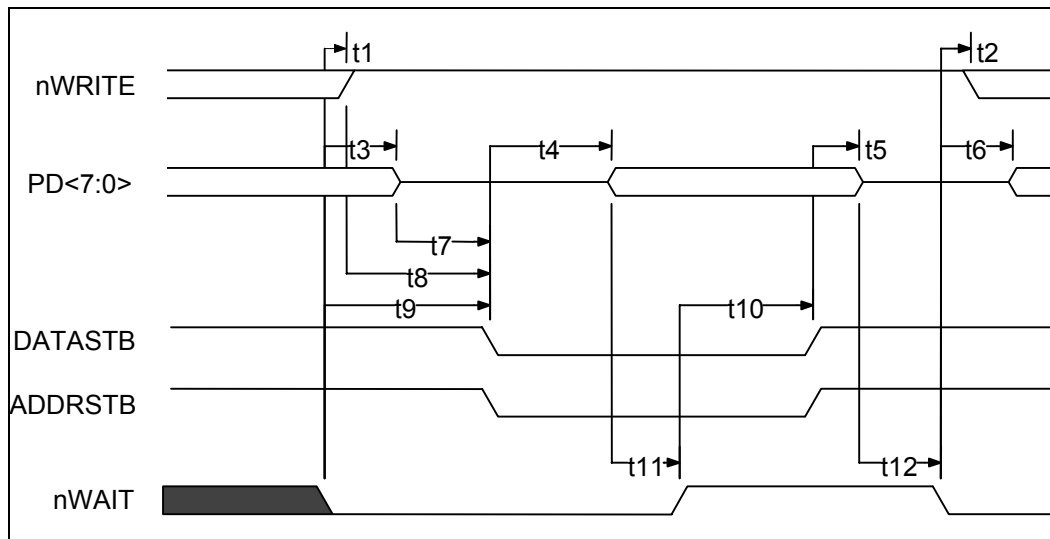 t1 t2
nWRITE
t3 t4 t5 t6
PD<7:0>
t7
t8
t9 t10
DATASTB
ADDRSTB
t11 t12
nWAIT